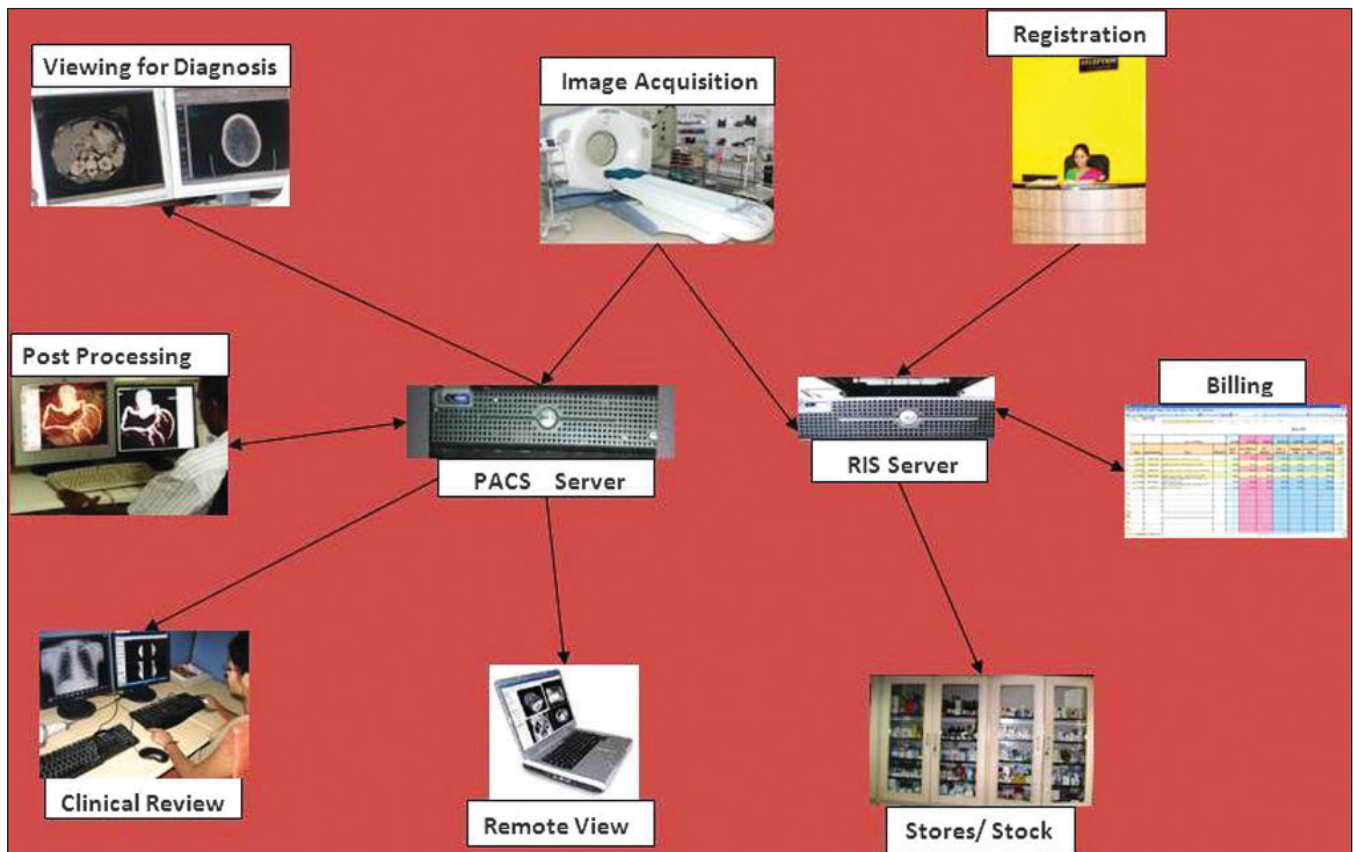 Registration
Viewing for Diagnosis
Image Acquisition
Post Processing
Billing
PACS Server
RIS Server
Clinical Review
Remote View
Stores/ Stock